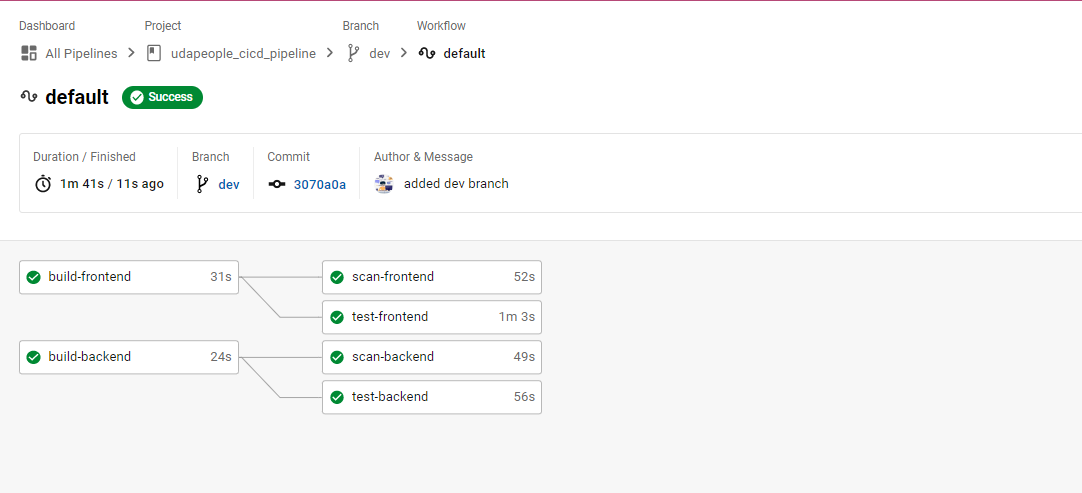 Dashboard Project Branch Workflow
All Pipelines udapeople_cicd_pipeline dev default
default Success
Duration / Finished Branch Commit Author & Message
1m 41s / 11s ago dev 3070a0a added dev branch
build-frontend 31s scan-frontend 52s
test-frontend 1m 3s
build-backend 24s scan-backend 49s
test-backend 56s